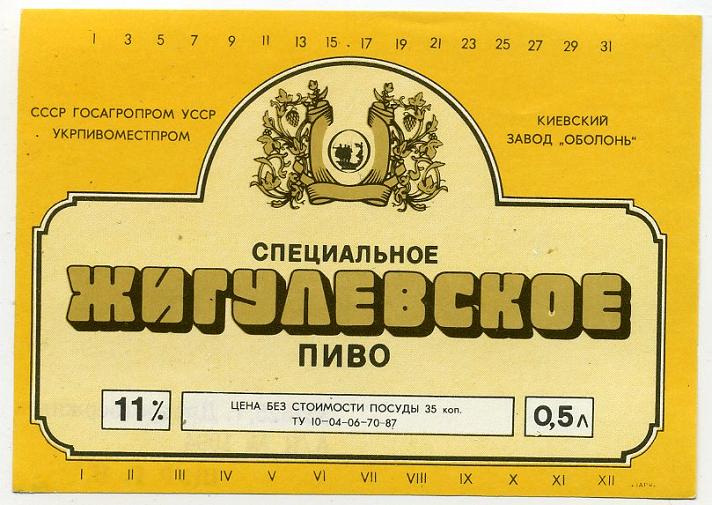 1 3 5 7 9 11 13 15 17 19 21 23 25 27 29 31
СССР ГОСАГРОПРОМ УССР
УКРПИВОМЕСТПРОМ
КИЕВСКИЙ
ЗАВОД „ОБОЛОНЬ"
СПЕЦИАЛЬНОЕ
ЖИГУЛЕВСКОЕ
ПИВО
11%
ЦЕНА БЕЗ СТОИМОСТИ ПОСУДЫ 35 коп.
ТУ 10-04-06-70-87
0,5л
I II III IV V VI VII VIII IX X XI XII